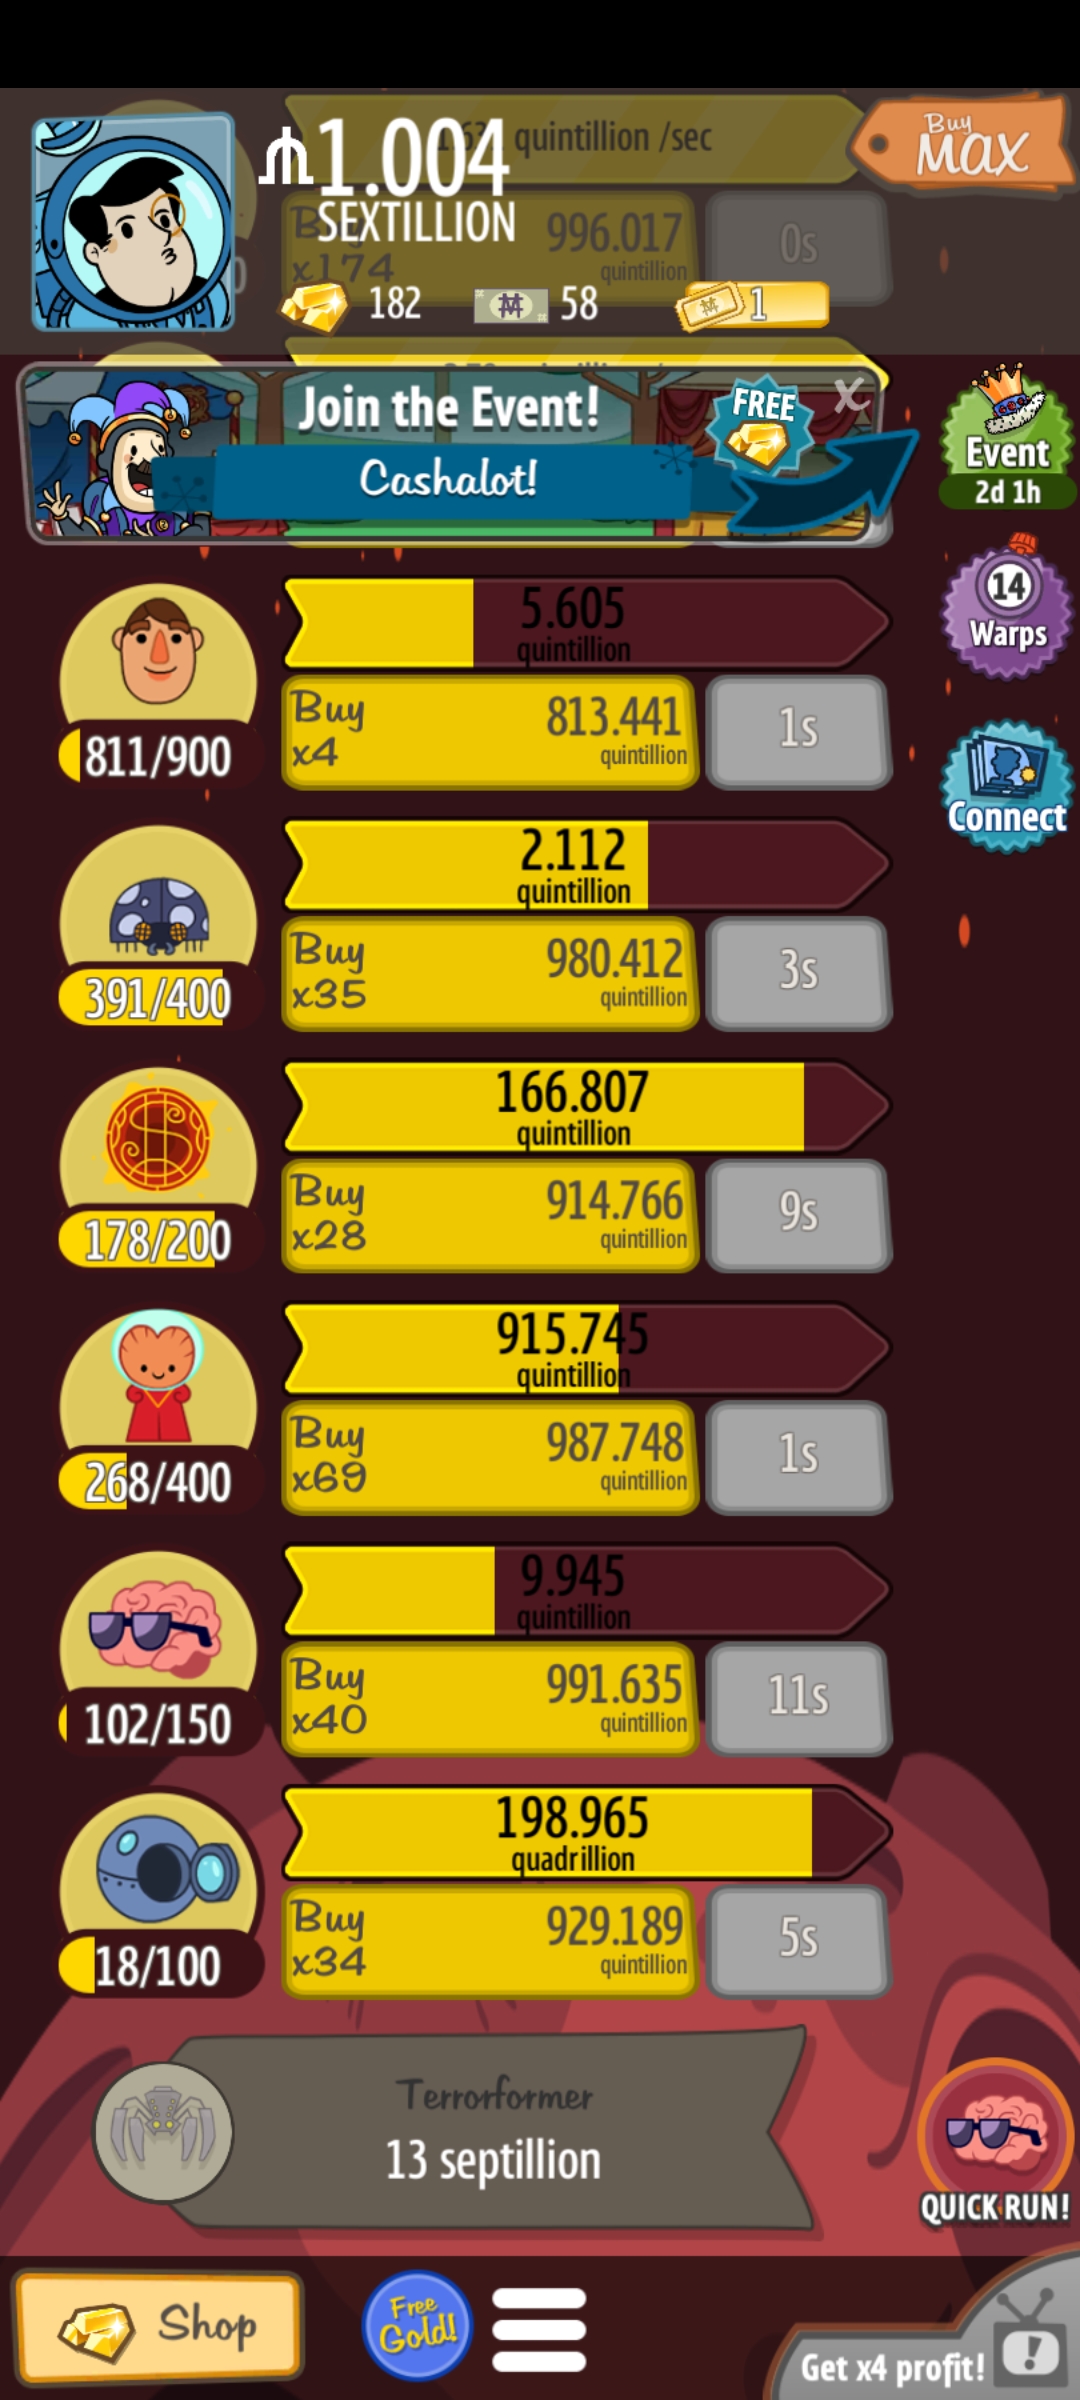 quintillion /sec
Buy
MAX
1.004
SEXTILLION
996.017
x174
quintillion
0s
182
58
1
Join the Event!
FREE
X
Cashalot!
Event
2d 1h
5.605
quintillion
14
Warps
Buy
x4
813.441
quintillion
1s
811/900
Connect
2.112
quintillion
Buy
x35
980.412
quintillion
3s
391/400
166.807
quintillion
Buy
x28
914.766
quintillion
9s
178/200
915.745
quintillion
Buy
x69
987.748
quintillion
1s
268/400
9.945
quintillion
Buy
x40
991.635
quintillion
11s
102/150
198.965
quadrillion
Buy
x34
929.189
quintillion
5s
18/100
Terrorformer
13 septillion
QUICK RUN!
Shop
Free
Gold!
Get x4 profit!